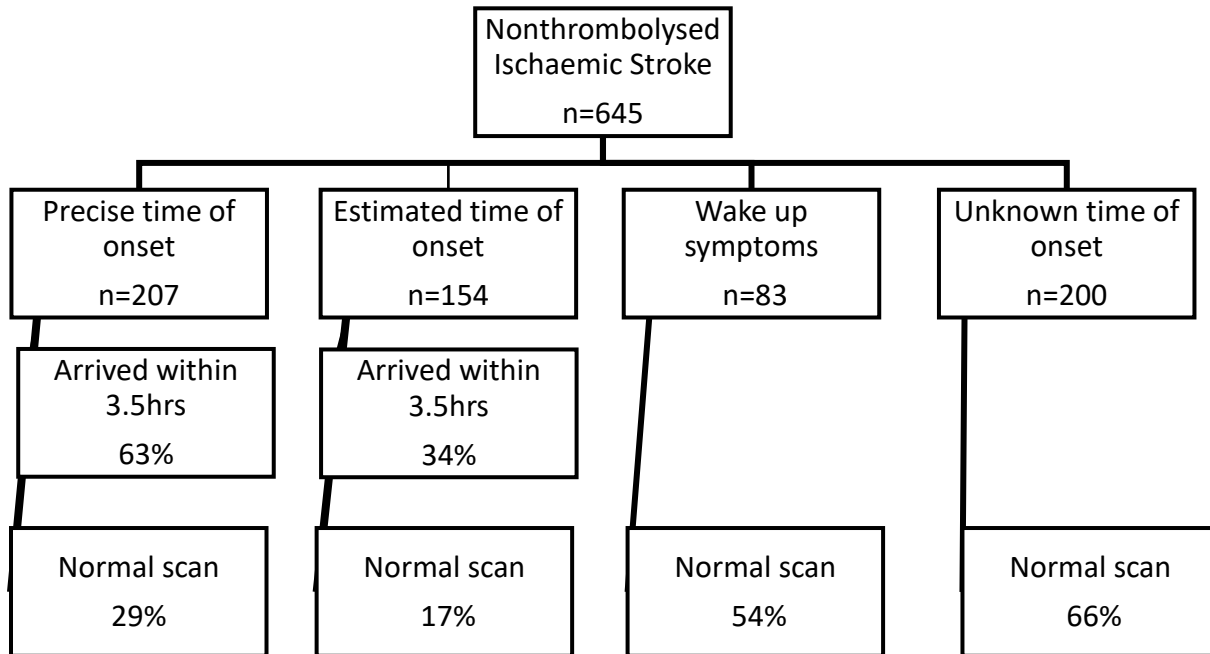 Nonthrombolysed
Ischaemic Stroke
n=645
Precise time of
onset
n=207
Estimated time of
onset
n=154
Wake up
symptoms
n=83
Unknown time of
onset
n=200
Arrived within
3.5hrs
63%
Arrived within
3.5hrs
34%
Normal scan
29%
Normal scan
17%
Normal scan
54%
Normal scan
66%